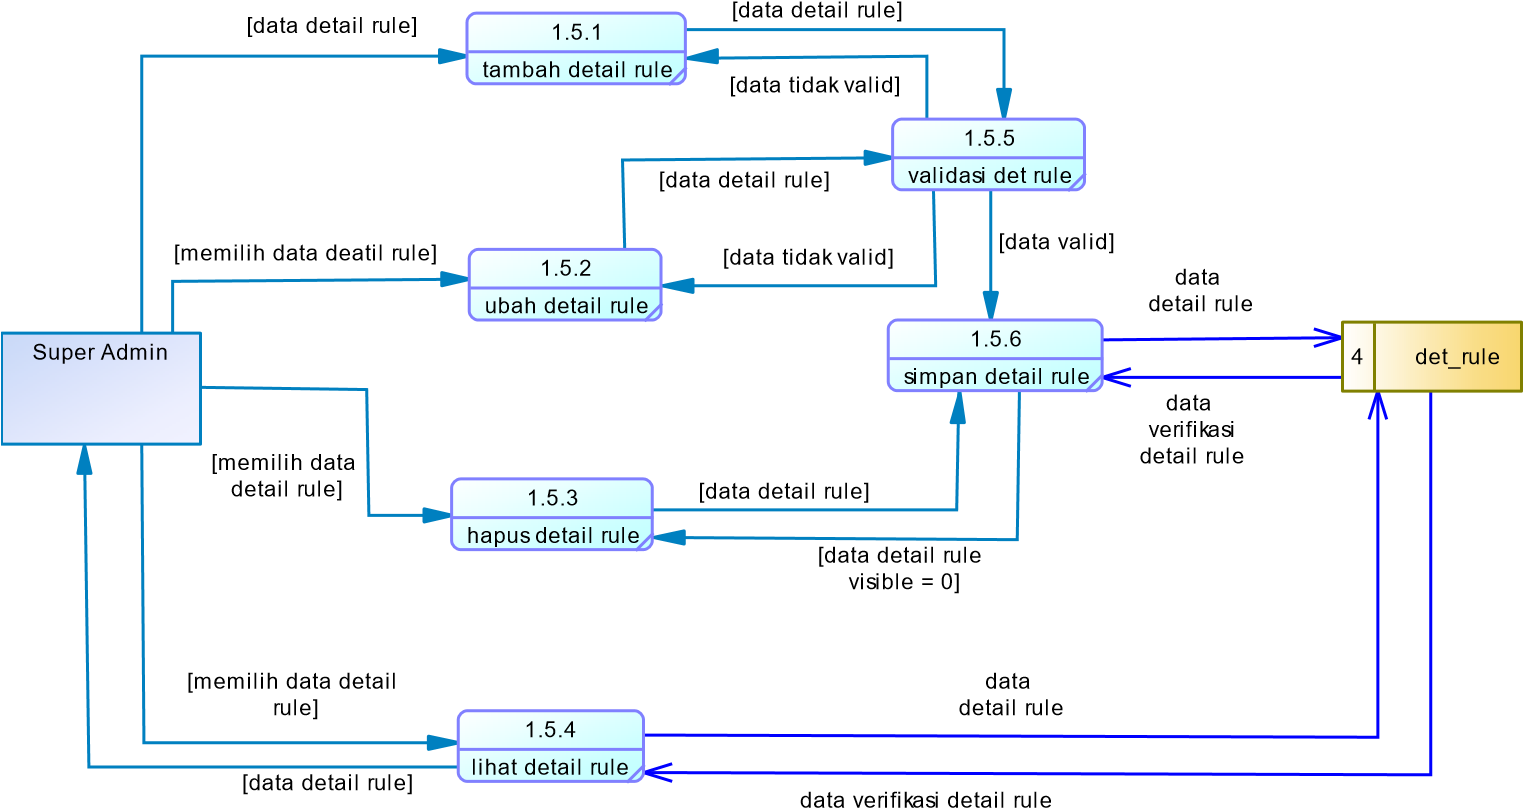 [data detail rule]
[data detail rule]
1.5.1
tambah detail rule
[data tidak valid]
1.5.5
validasi det rule
[data detail rule]
[memilih data deatil rule]
1.5.2
ubah detail rule
[data tidak valid]
[data valid]
data
detail rule
Super Admin
1.5.6
simpan detail rule
4
det_rule
data
verifikasi
detail rule
[memilih data
detail rule]
1.5.3
hapus detail rule
[data detail rule]
[data detail rule
visible = 0]
[memilih data detail
rule]
1.5.4
lihat detail rule
data
detail rule
[data detail rule]
data verifikasi detail rule